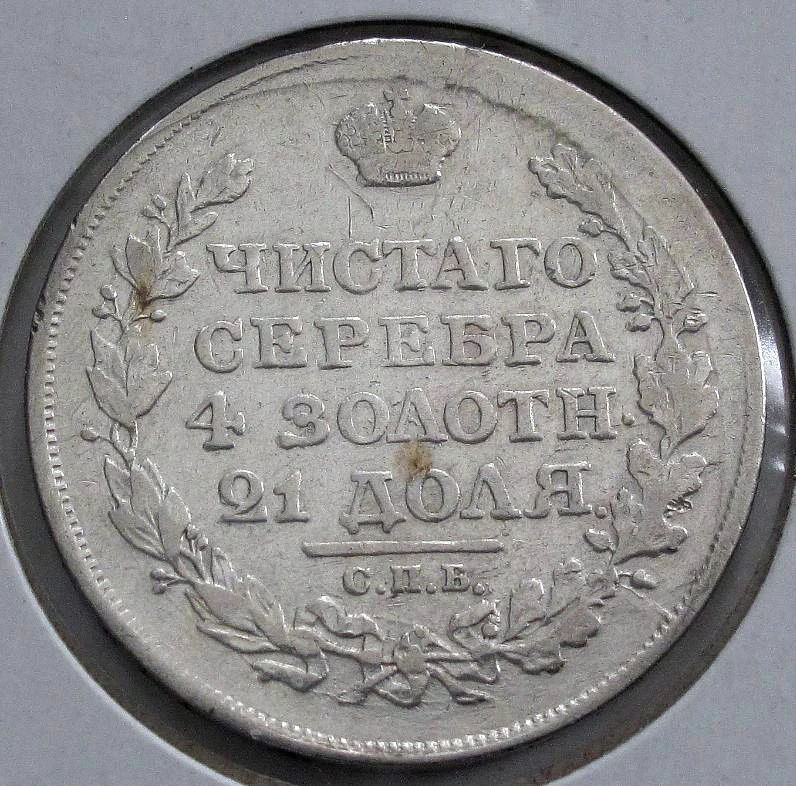 ЧИСТАГО
СЕРЕБРА
4 ЗОЛОТН.
21 ДОЛЯ.
С.П.Б.